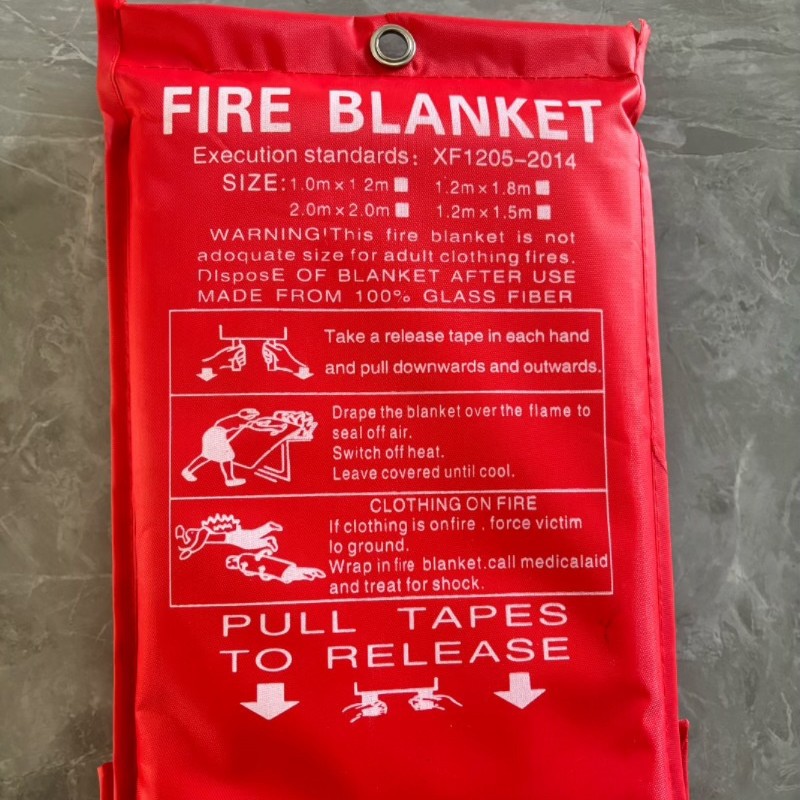 FIRE BLANKET
Execution standards: XF1205-2014
SIZE: 1.0m×1 2m 1.2m×1.8m
2.0m×2.0m 1.2m×1.5m
WARNING!This fire blanket is not
adoquate size for adult clothing fires.
DIsposE OF BLANKET AFTER USE
MADE FROM 100% GLASS FIBER
Take a release tape in each hand
and pull downwards and outwards.
Drape the blanket over the flame to
seal off air.
Switch off heat.
Leave covered until cool.
CLOTHING ON FIRE
If clothing is onfire . force victim
lo ground.
Wrap in fire blanket.call medicalaid
and treat for shock.
PULL TAPES
TO RELEASE